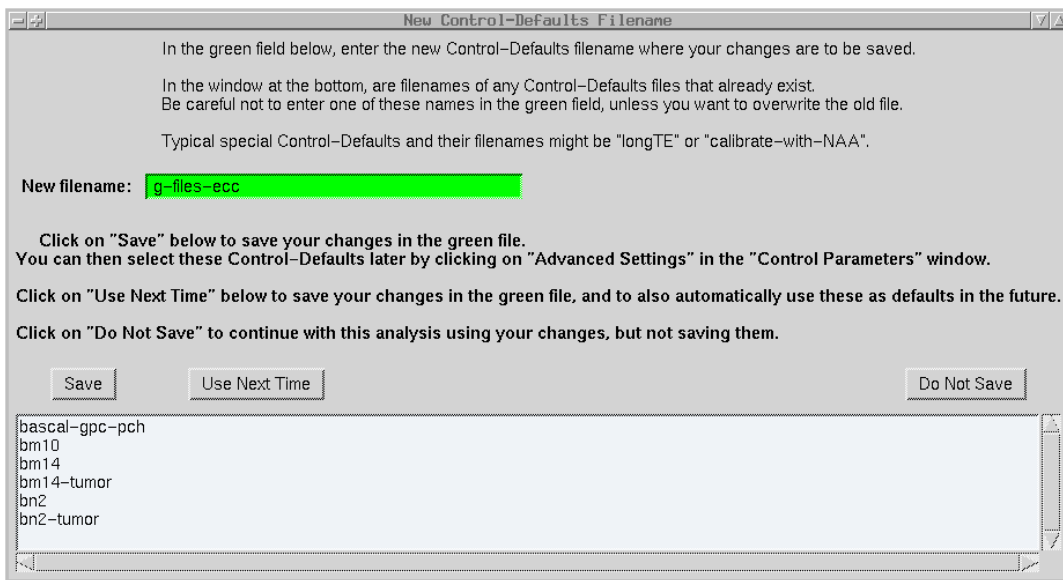 New Control-Defaults Filename
In the green field below, enter the new Control-Defaults filename where your changes are to be saved.
In the window at the bottom, are filenames of any Control-Defaults files that already exist.
Be careful not to enter one of these names in the green field, unless you want to overwrite the old file.
Typical special Control-Defaults and their filenames might be "longTE" or "calibrate-with-NAA".
New filename: g-files-ecc
Click on "Save" below to save your changes in the green file.
You can then select these Control-Defaults later by clicking on "Advanced Settings" in the "Control Parameters" window.
Click on "Use Next Time" below to save your changes in the green file, and to also automatically use these as defaults in the future.
Click on "Do Not Save" to continue with this analysis using your changes, but not saving them.
Save Use Next Time Do Not Save
bascal-gpc-pch
bm10
bm14
bm14-tumor
bn2
bn2-tumor